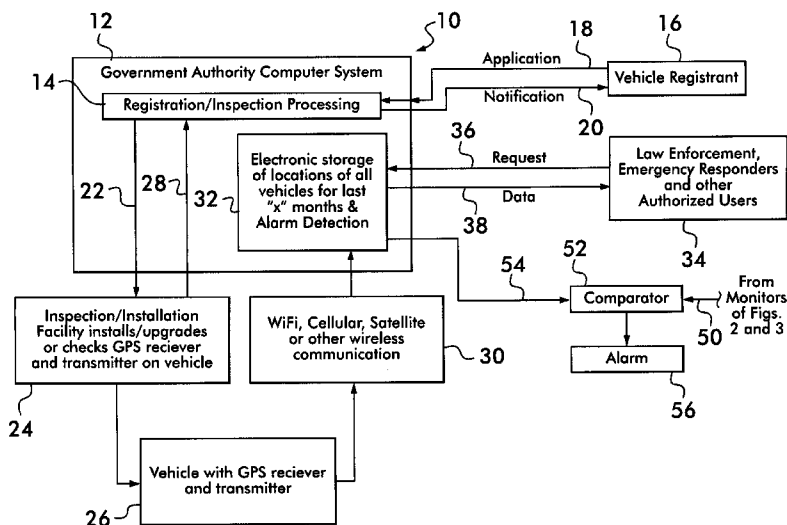 12
10
18
16
Government Authority Computer System
Application
Vehicle Registrant
14
Registration/Inspection Processing
Notification
20
22
28
32
Electronic storage
of locations of all
vehicles for last
"x" months &
Alarm Detection
36
Request
38
Data
Law Enforcement,
Emergency Responders
and other
Authorized Users
34
54
52
Comparator
From
Monitors
of Figs.
2 and 3
50
Alarm
56
Inspection/Installation
Facility installs/upgrades
or checks GPS reciever
and transmitter on vehicle
24
WiFi, Cellular, Satellite
or other wireless
communication
30
Vehicle with GPS reciever
and transmitter
26